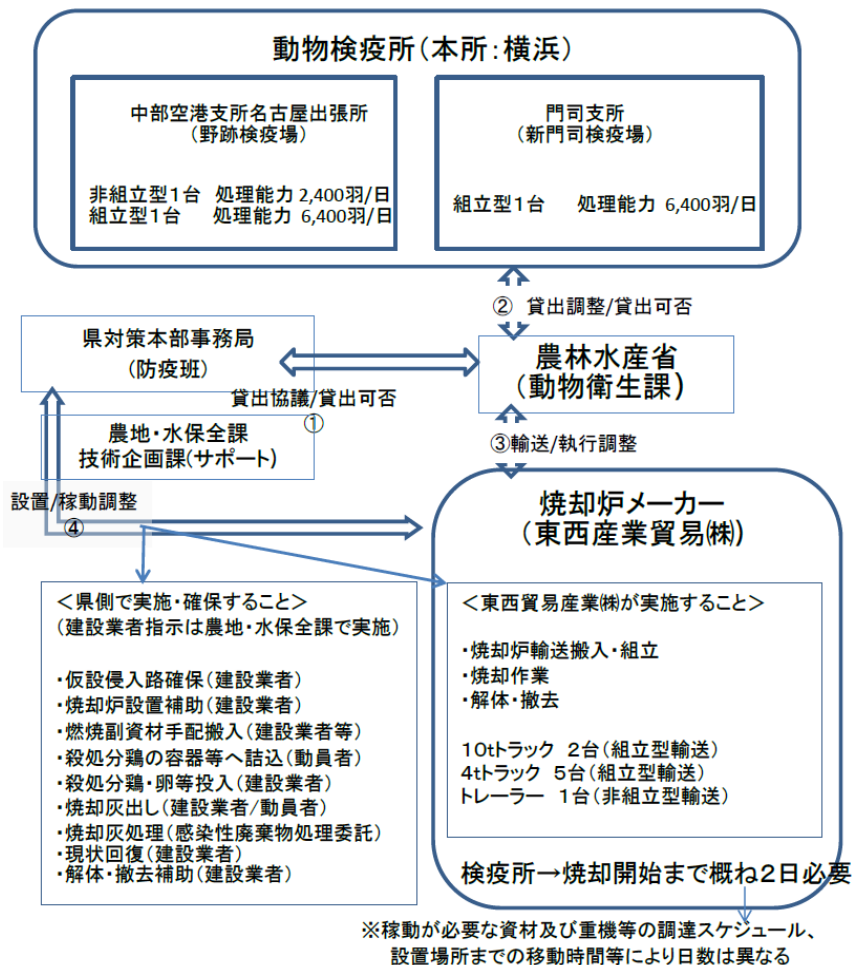 動物検疫所(本所:横浜)
中部空港支所名古屋出張所
(野跡検疫場)
非組立型1台 処理能力 2,400羽/日
組立型1台 処理能力 6,400羽/日
門司支所
(新門司検疫場)
組立型1台 処理能力 6,400羽/日
② 貸出調整/貸出可否
県対策本部事務局
(防疫班)
農林水産省
(動物衛生課)
貸出協議/貸出可否
①
農地・水保全課
技術企画課(サポート)
③輸送/執行調整
設置/稼動調整
④
焼却炉メーカー
(東西産業貿易㈱)
<県側で実施・確保すること>
(建設業者指示は農地・水保全課で実施)
・仮設侵入路確保(建設業者)
・焼却炉設置補助(建設業者)
・燃焼副資材手配搬入(建設業者等)
・殺処分鶏の容器等へ詰込(動員者)
・殺処分鶏・卵等投入(建設業者)
・焼却灰出し(建設業者/動員者)
・焼却灰処理(感染性廃棄物処理委託)
・現状回復(建設業者)
・解体・撤去補助(建設業者)
<東西貿易産業㈱が実施すること>
・焼却炉輸送搬入・組立
・焼却作業
・解体・撤去
10tトラック 2台(組立型輸送)
4tトラック 5台(組立型輸送)
トレーラー 1台(非組立型輸送)
検疫所→焼却開始まで概ね2日必要
※稼動が必要な資材及び重機等の調達スケジュール、
設置場所までの移動時間等により日数は異なる